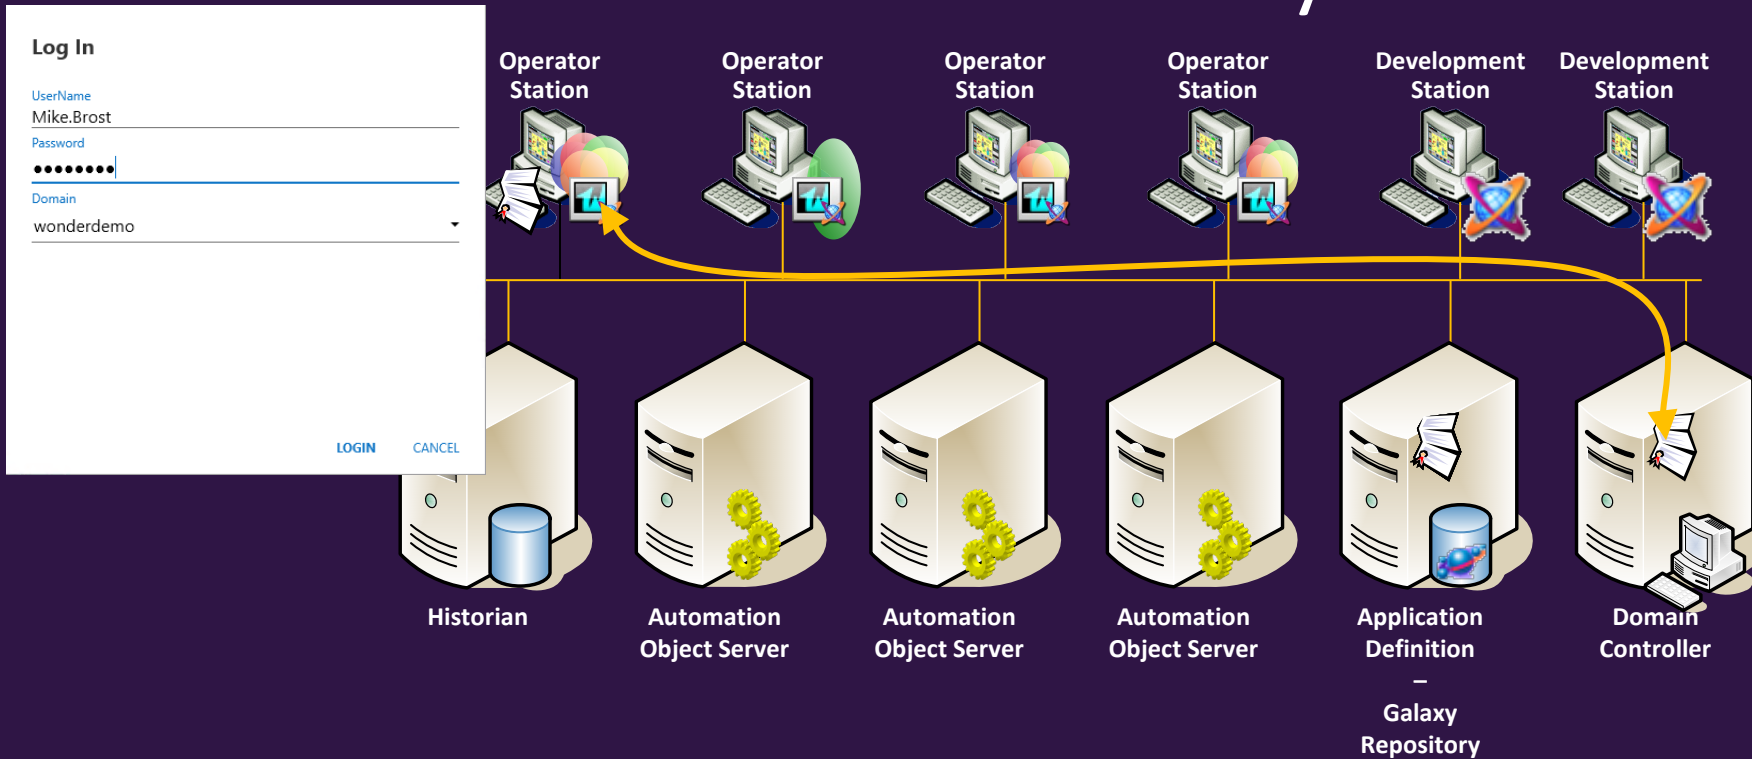 Log In
UserName
Mike.Brost
Password
Domain
wonderdemo
LOGIN CANCEL
Operator
Station
Operator
Station
Operator
Station
Operator
Station
Development
Station
Development
Station
Historian
Automation
Object Server
Automation
Object Server
Automation
Object Server
Application
Definition
–
Galaxy
Repository
Domain
Controller